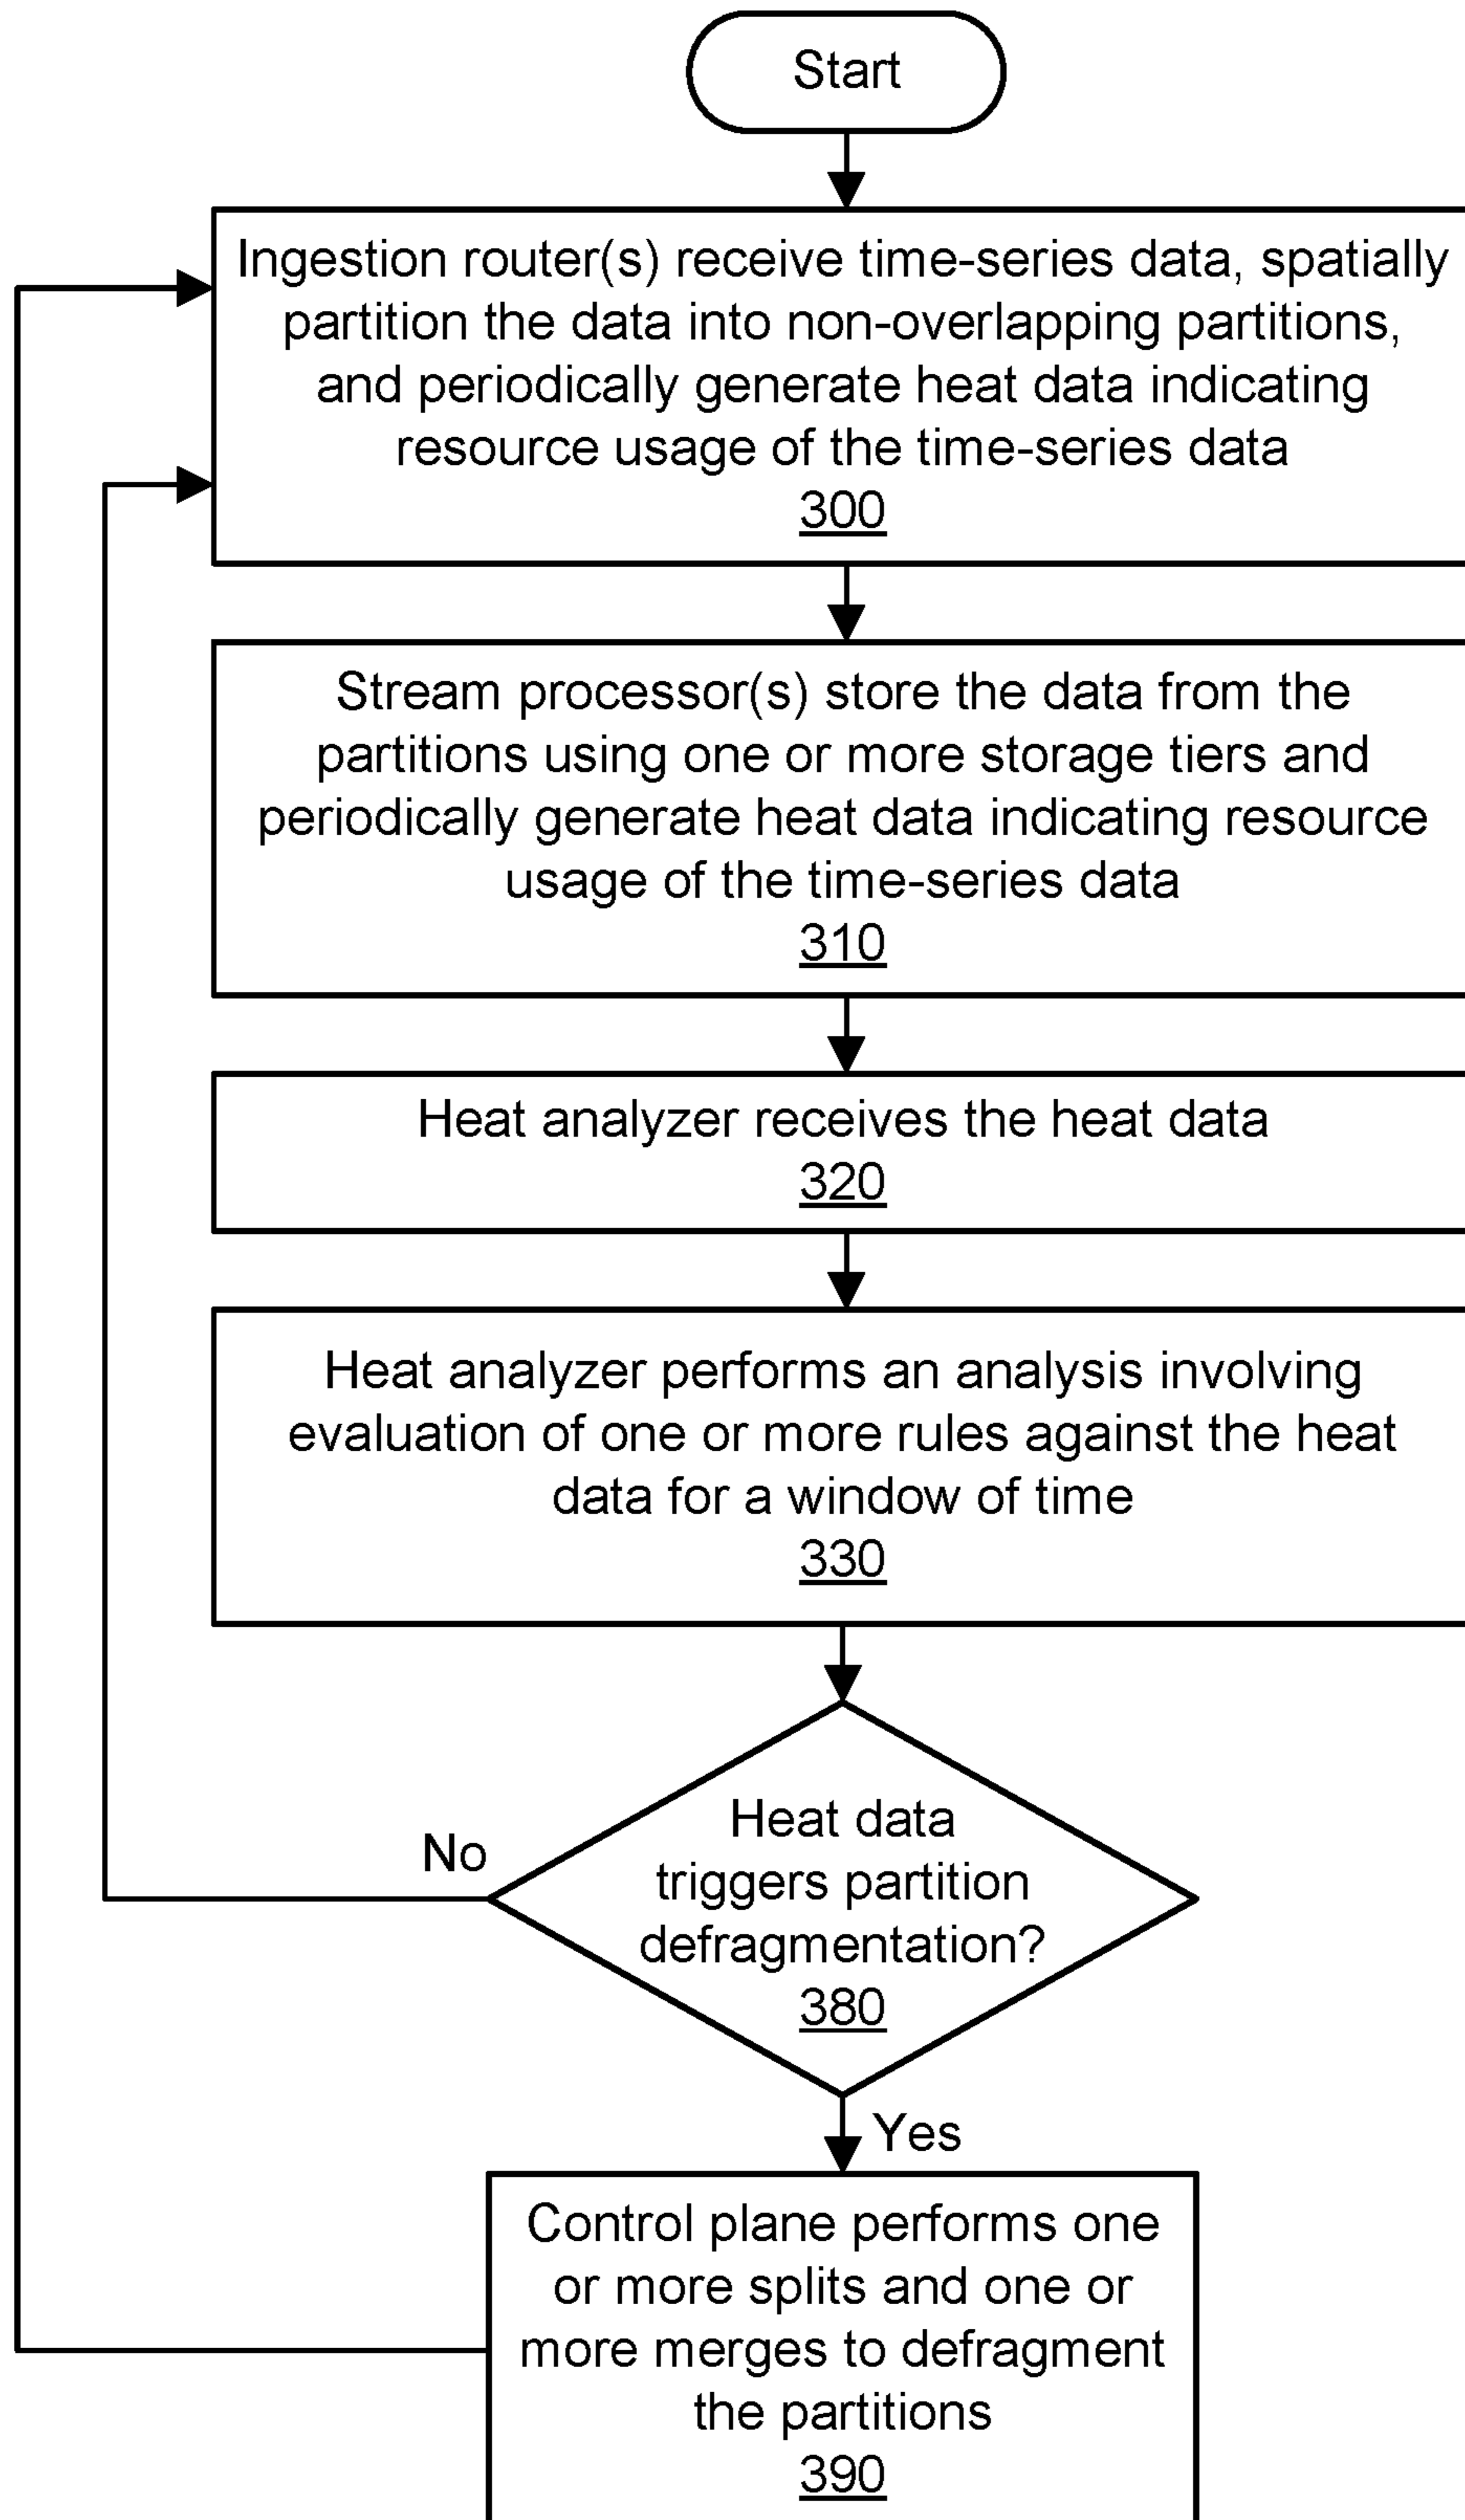 Start
Ingestion router(s) receive time-series data, spatially
partition the data into non-overlapping partitions,
and periodically generate heat data indicating
resource usage of the time-series data
300
Stream processor(s) store the data from the
partitions using one or more storage tiers and
periodically generate heat data indicating resource
usage of the time-series data
310
Heat analyzer receives the heat data
320
Heat analyzer performs an analysis involving
evaluation of one or more rules against the heat
data for a window of time
330
Heat data
triggers partition
defragmentation?
380
No
Yes
Control plane performs one
or more splits and one or
more merges to defragment
the partitions
390